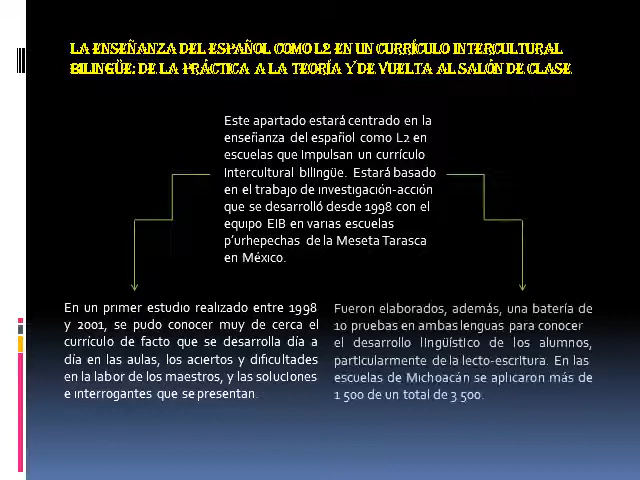 LA ENSEÑANZA DEL ESPAÑOL COMO L2 EN UN CURRÍCULO INTERCULTURAL
BILINGÜE: DE LA PRÁCTICA A LA TEORÍA Y DE VUELTA AL SALÓN DE CLASE
Este apartado estará centrado en la
enseñanza del español como L2 en
escuelas que impulsan un currículo
intercultural bilingüe. Estará basado
en el trabajo de investigación-acción
que se desarrolló desde 1998 con el
equipo EIB en varias escuelas
p'urhepechas de la Meseta Tarasca
en México.
En un primer estudio realizado entre 1998
y 2001, se pudo conocer muy de cerca el
currículo de facto que se desarrolla día a
día en las aulas, los aciertos y dificultades
en la labor de los maestros, y las soluciones
e interrogantes que se presentan.
Fueron elaborados, además, una batería de
10 pruebas en ambas lenguas para conocer
el desarrollo lingüístico de los alumnos,
particularmente de la lecto-escritura. En las
escuelas de Michoacán se aplicaron más de
1 500 de un total de 3 500.